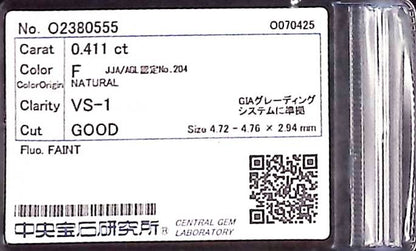 No. O2380555 O070425
Carat 0.411 ct
Color F JJA/AGL認定No.204
ColorOrigin NATURAL
Clarity VS-1 GIAグレーディング
システムに準拠
Cut GOOD Size 4.72 - 4.76 × 2.94 mm
Fluo. FAINT
中央宝石研究所® CENTRAL GEM
LABORATORY